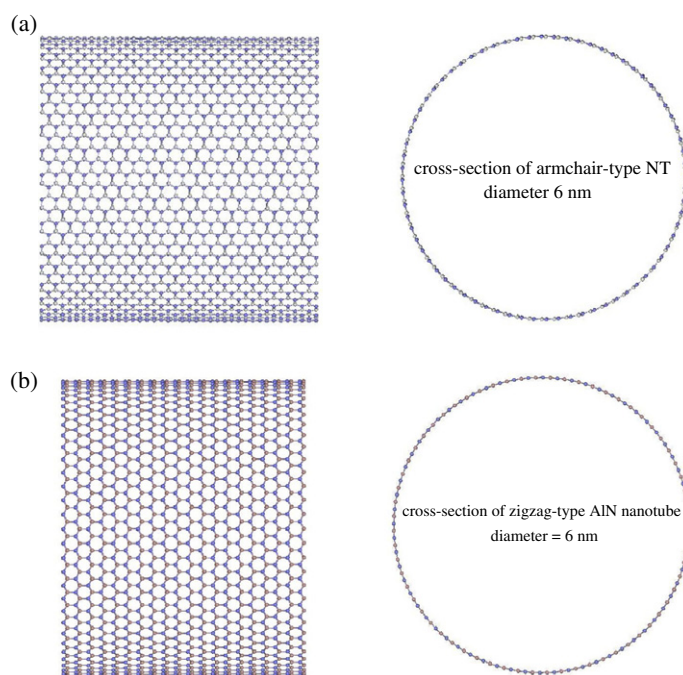 (a)
cross-section of armchair-type NT
diameter 6 nm
(b)
cross-section of zigzag-type AlN nanotube
diameter = 6 nm